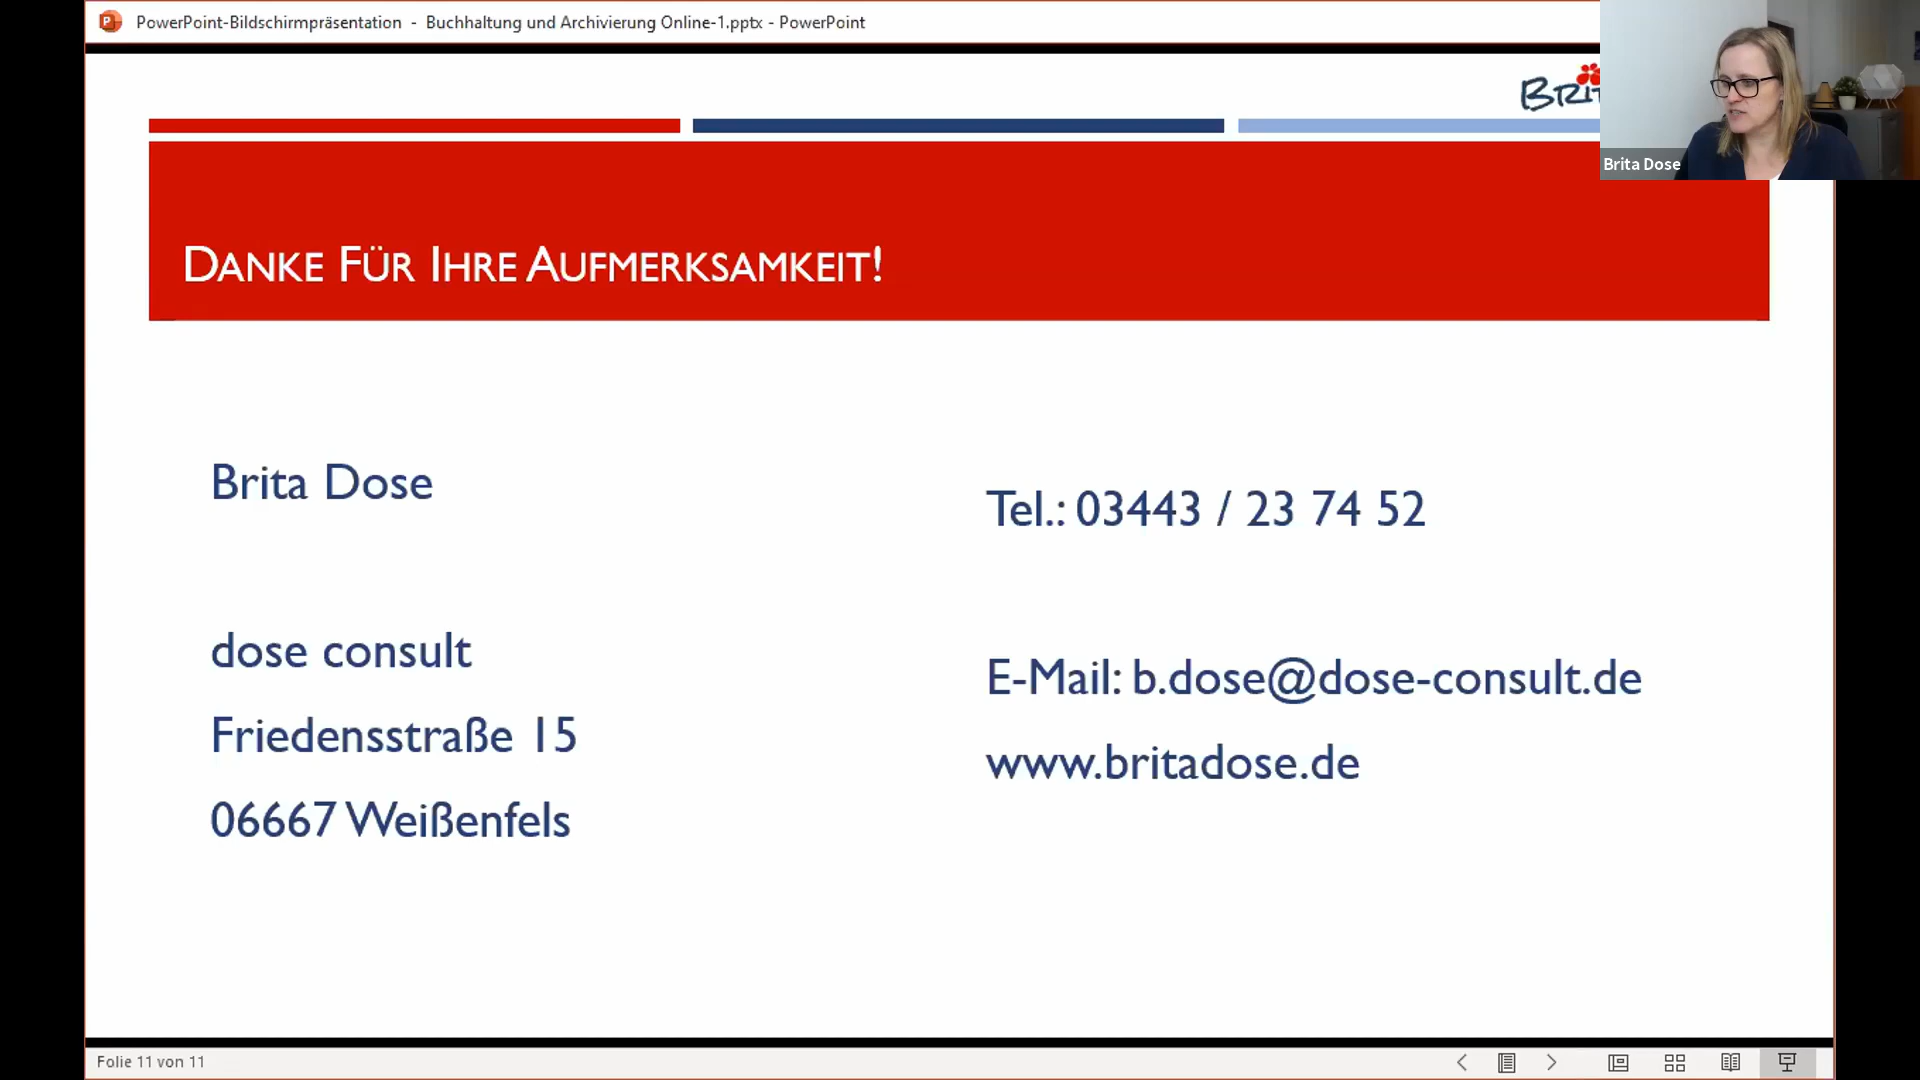 PowerPoint-Bildschirmpräsentation - Buchhaltung und Archivierung Online-1.pptx - PowerPoint
Brita Dose
DANKE FÜR IHRE AUFMERKSAMKEIT!
Brita Dose
dose consult
Friedensstraße 15
06667 Weißenfels
Tel.: 03443 / 23 74 52
E-Mail: b.dose@dose-consult.de
www.britadose.de
Folie 11 von 11